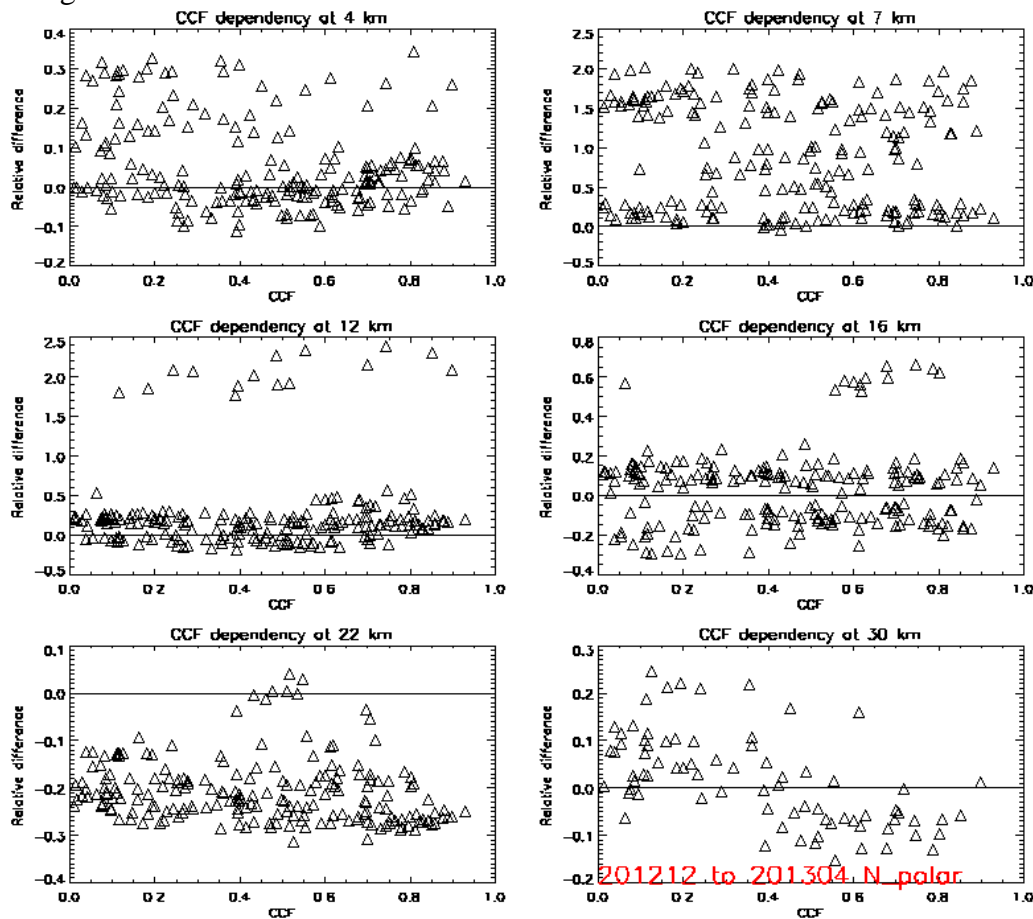 CCF dependency at 4 km
Relative difference
0.4
0.3
0.2
0.1
0.0
-0.1
-0.2
0.0 0.2 0.4 0.6 0.8 1.0
CCF
CCF dependency at 7 km
Relative difference
2.5
2.0
1.5
1.0
0.5
0.0
-0.5
0.0 0.2 0.4 0.6 0.8 1.0
CCF
CCF dependency at 12 km
Relative difference
2.5
2.0
1.5
1.0
0.5
0.0
-0.5
0.0 0.2 0.4 0.6 0.8 1.0
CCF
CCF dependency at 16 km
Relative difference
0.8
0.6
0.4
0.2
0.0
-0.2
-0.4
0.0 0.2 0.4 0.6 0.8 1.0
CCF
CCF dependency at 22 km
Relative difference
0.1
0.0
-0.1
-0.2
-0.3
-0.4
0.0 0.2 0.4 0.6 0.8 1.0
CCF
CCF dependency at 30 km
Relative difference
0.3
0.2
0.1
0.0
-0.1
-0.2
201212 to 201304 N_polar
0.0 0.2 0.4 0.6 0.8 1.0
CCF